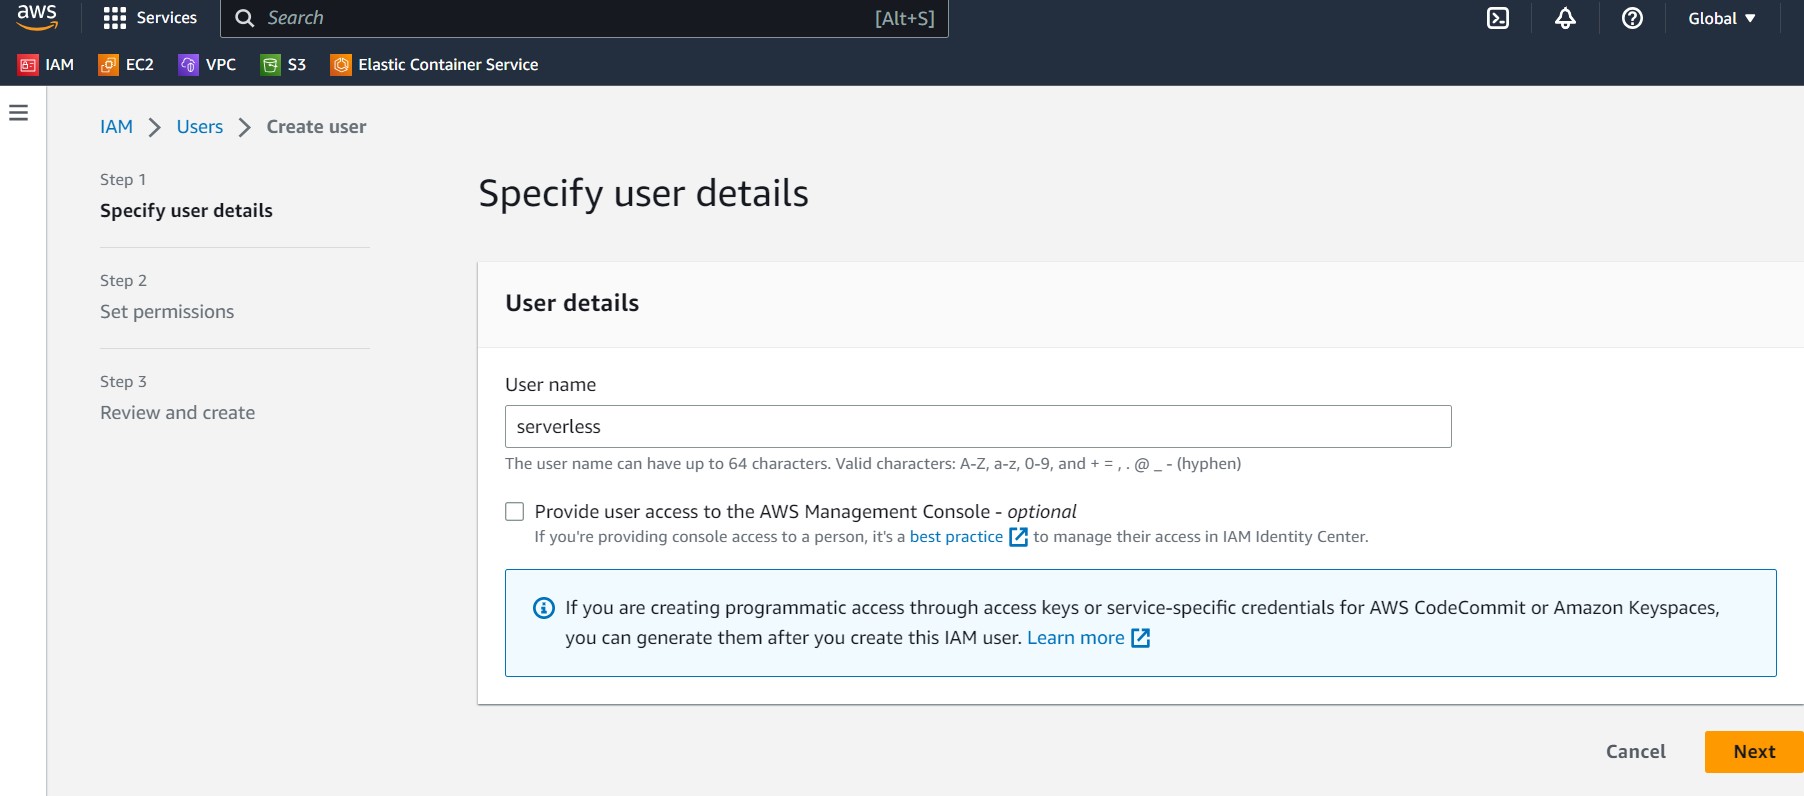 aws
Services
Search
[Alt+S]
Global
IAM
EC2
VPC
S3
Elastic Container Service
IAM
Users
Create user
Step 1
Specify user details
Step 2
Set permissions
Step 3
Review and create
Specify user details
User details
User name
serverless
The user name can have up to 64 characters. Valid characters: A-Z, a-z, 0-9, and + = , . @ _ - (hyphen)
Provide user access to the AWS Management Console - optional
If you're providing console access to a person, it's a best practice to manage their access in IAM Identity Center.
If you are creating programmatic access through access keys or service-specific credentials for AWS CodeCommit or Amazon Keyspaces,
you can generate them after you create this IAM user. Learn more
Cancel
Next